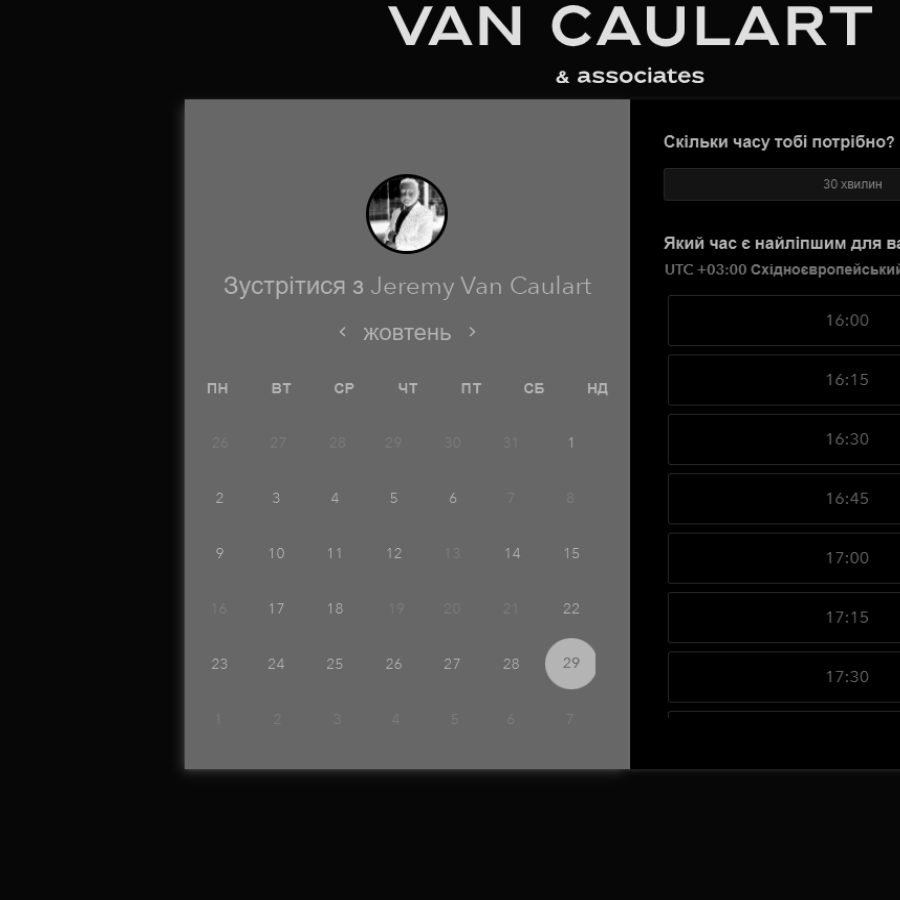 VAN CAULART
& associates
Зустрітися з Jeremy Van Caulart
жовтень
ПН ВТ СР ЧТ ПТ СБ НД
26 27 28 29 30 31 1
2 3 4 5 6 7 8
9 10 11 12 13 14 15
16 17 18 19 20 21 22
23 24 25 26 27 28 29
1 2 3 4 5 6 7
Скільки часу тобі потрібно?
30 хвилин
Який час є найліпшим для
UTC +03:00 Східноєвропейський
16:00
16:15
16:30
16:45
17:00
17:15
17:30